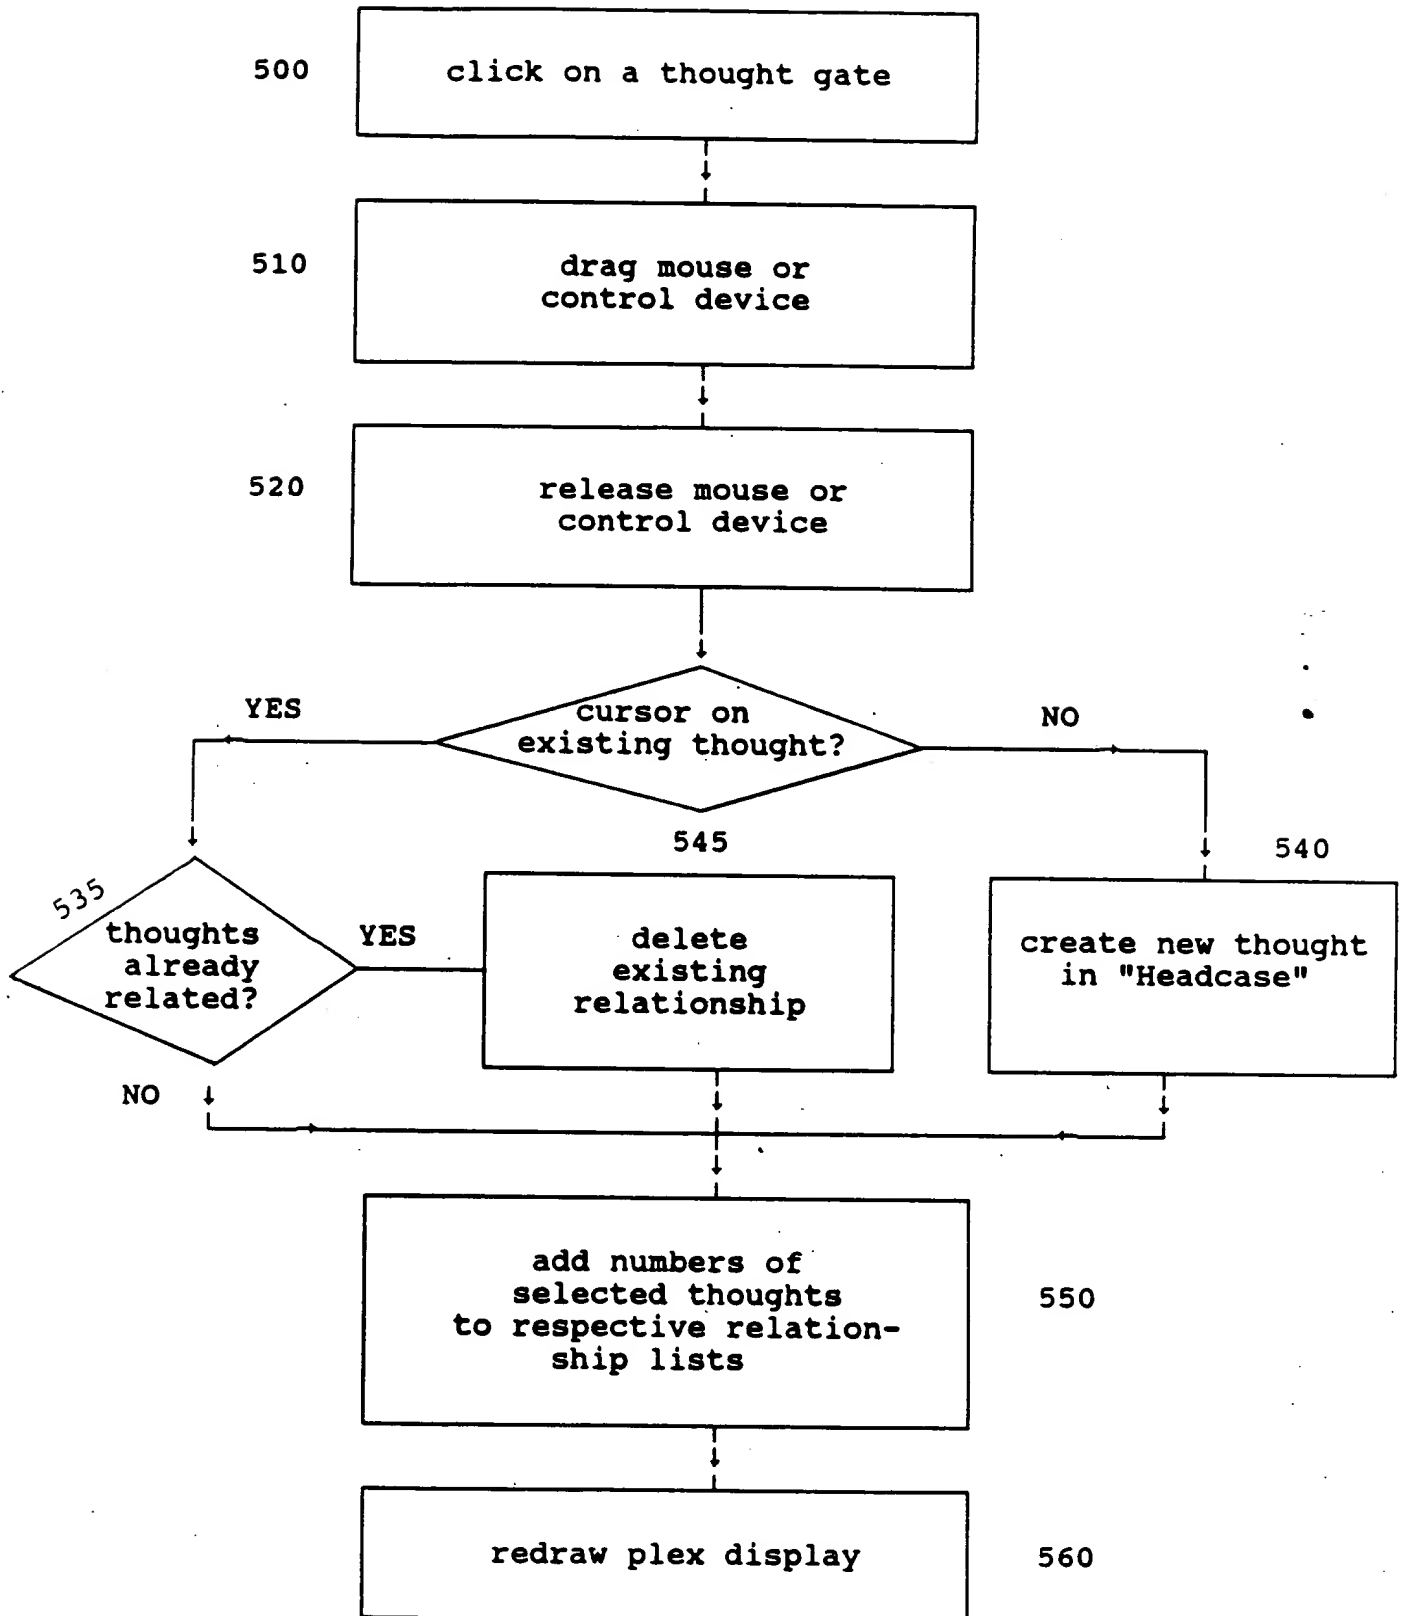 500
click on a thought gate
510
drag mouse or
control device
520
release mouse or
control device
YES
cursor on
existing thought?
NO
545
540
535
thoughts
already
related?
YES
delete
existing
relationship
create new thought
in "Headcase"
NO
add numbers of
selected thoughts
to respective relation-
ship lists
550
redraw plex display
560